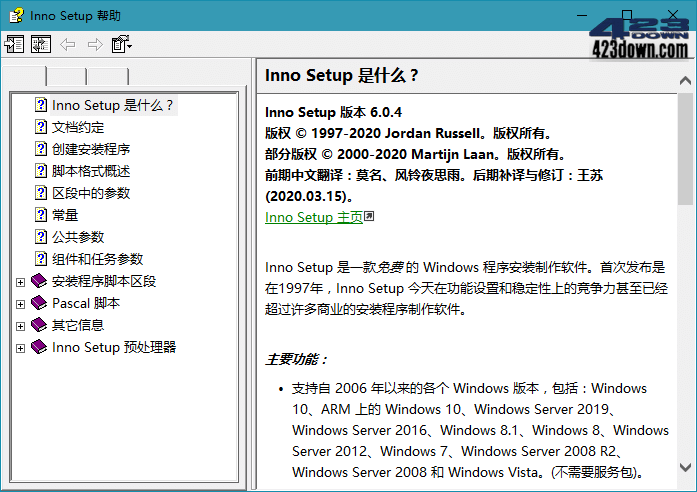 Inno Setup 帮助
423DOWN
423down.com
Inno Setup 是什么？
文档约定
创建安装程序
脚本格式概述
区段中的参数
常量
公共参数
组件和任务参数
安装程序脚本区段
Pascal 脚本
其它信息
Inno Setup 预处理器
Inno Setup 是什么？
Inno Setup 版本 6.0.4
版权 © 1997-2020 Jordan Russell。版权所有。
部分版权 © 2000-2020 Martijn Laan。版权所有。
前期中文翻译：莫名、风铃夜思雨。后期补译与修订：王苏
(2020.03.15)。
Inno Setup 主页
Inno Setup 是一款免费的 Windows 程序安装制作软件。首次发布是
在1997年，Inno Setup 今天在功能设置和稳定性上的竞争力甚至已经
超过许多商业的安装程序制作软件。
主要功能：
• 支持自 2006 年以来的各个 Windows 版本，包括：Windows
10、ARM 上的 Windows 10、Windows Server 2019、
Windows Server 2016、Windows 8.1、Windows 8、Windows
Server 2012、Windows 7、Windows Server 2008 R2、
Windows Server 2008 和 Windows Vista。(不需要服务包)。